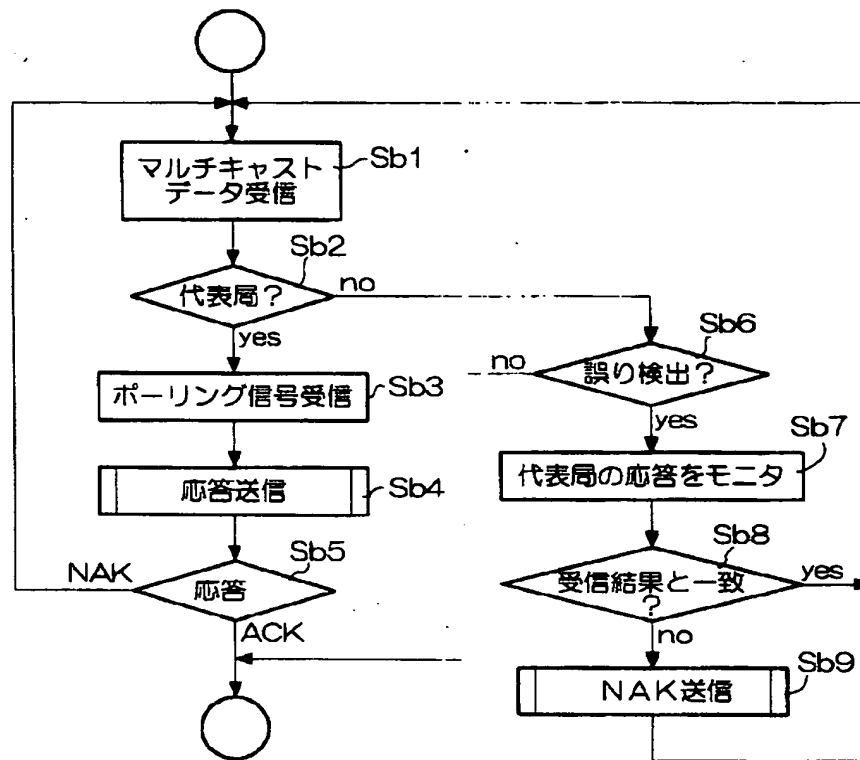 マルチキャスト
データ受信
Sb1
Sb2
代表局?
no
yes
ポーリング信号受信
Sb3
応答送信
Sb4
Sb5
応答
NAK
ACK
Sb6
誤り検出?
no
yes
Sb7
代表局の応答をモニタ
Sb8
受信結果と一致
?
yes
no
Sb9
NAK送信